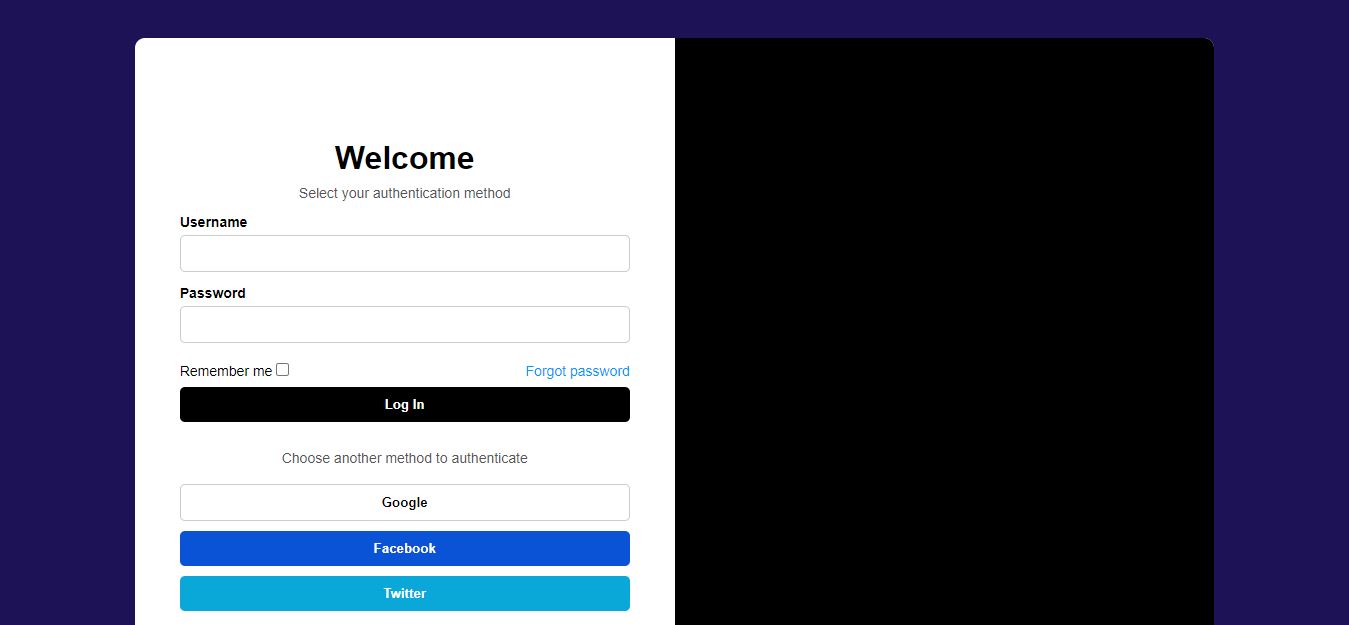 Welcome
Select your authentication method
Username
Password
Remember me Forgot password
Log In
Choose another method to authenticate
Google
Facebook
Twitter